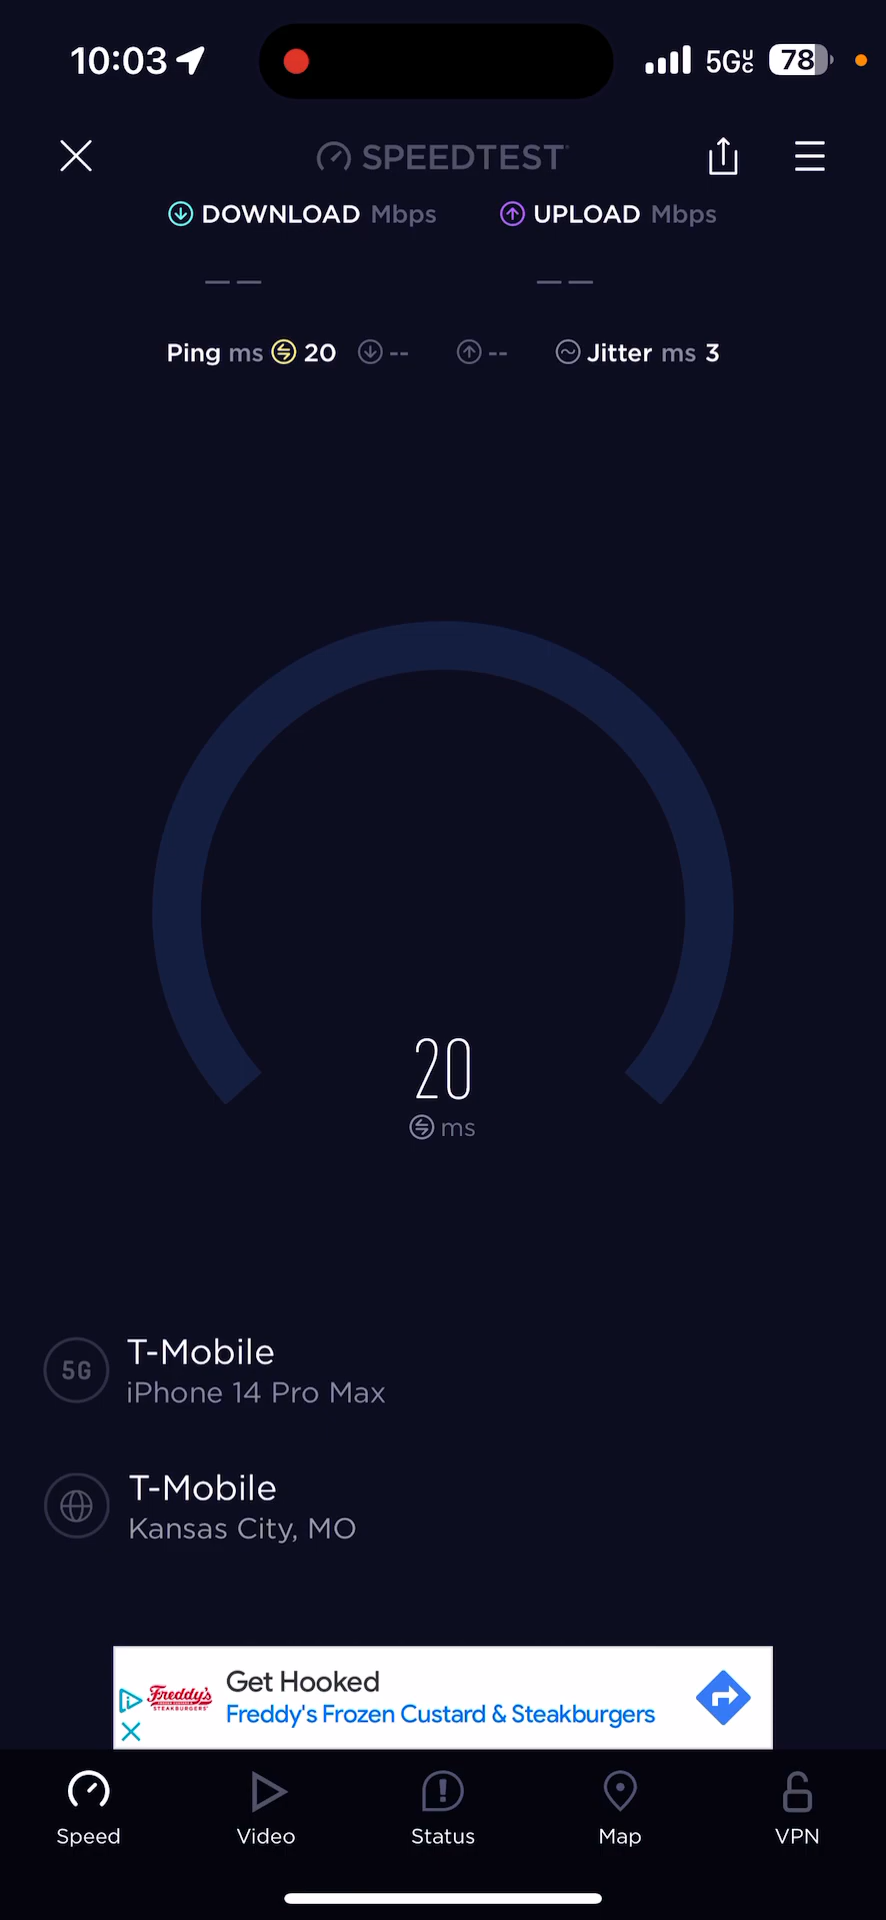 10:03 5G UC 78
SPEEDTEST
DOWNLOAD Mbps UPLOAD Mbps
— — — —
Ping ms 20 -- -- Jitter ms 3
20
ms
5G T-Mobile
iPhone 14 Pro Max
T-Mobile
Kansas City, MO
Freddy's
STEAKBURGERS
Get Hooked
Freddy's Frozen Custard & Steakburgers
Speed Video Status Map VPN